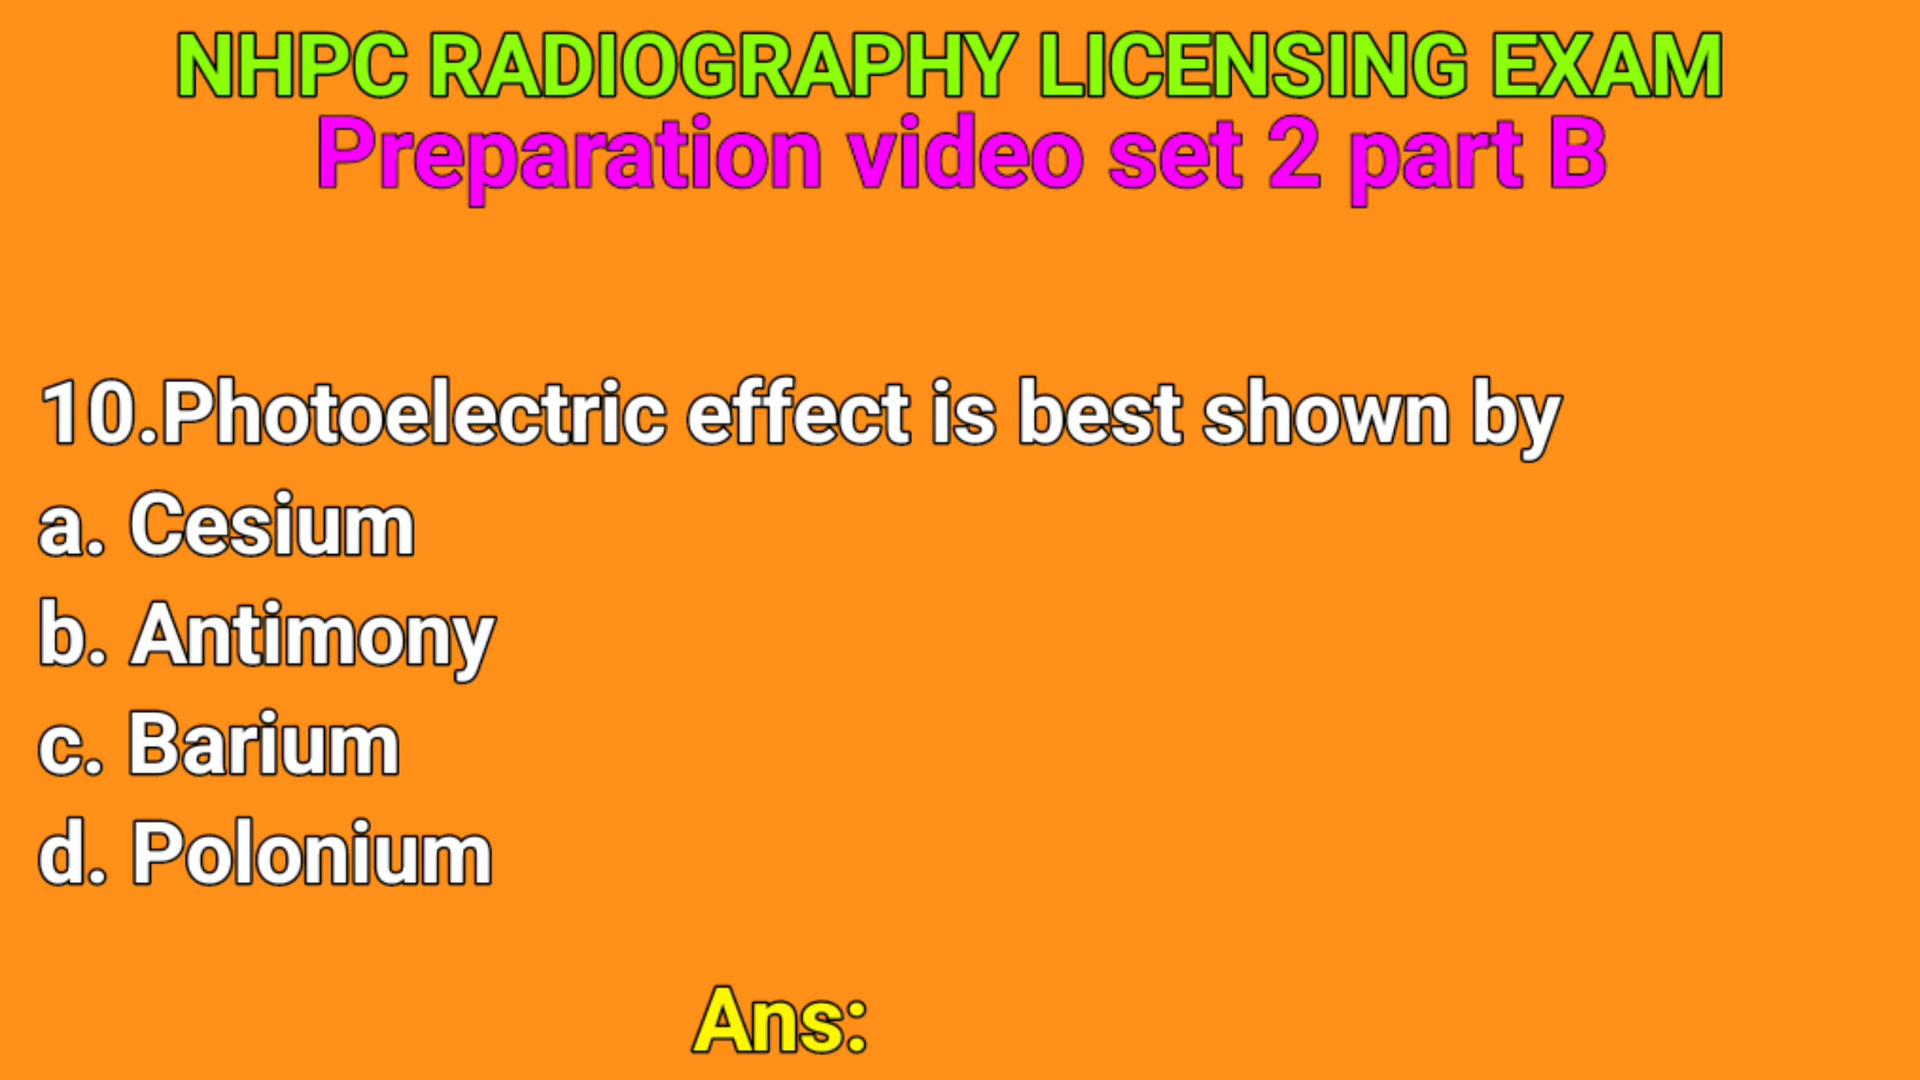 NHPC RADIOGRAPHY LICENSING EXAM
Preparation video set 2 part B
10.Photoelectric effect is best shown by
a. Cesium
b. Antimony
c. Barium
d. Polonium
Ans: